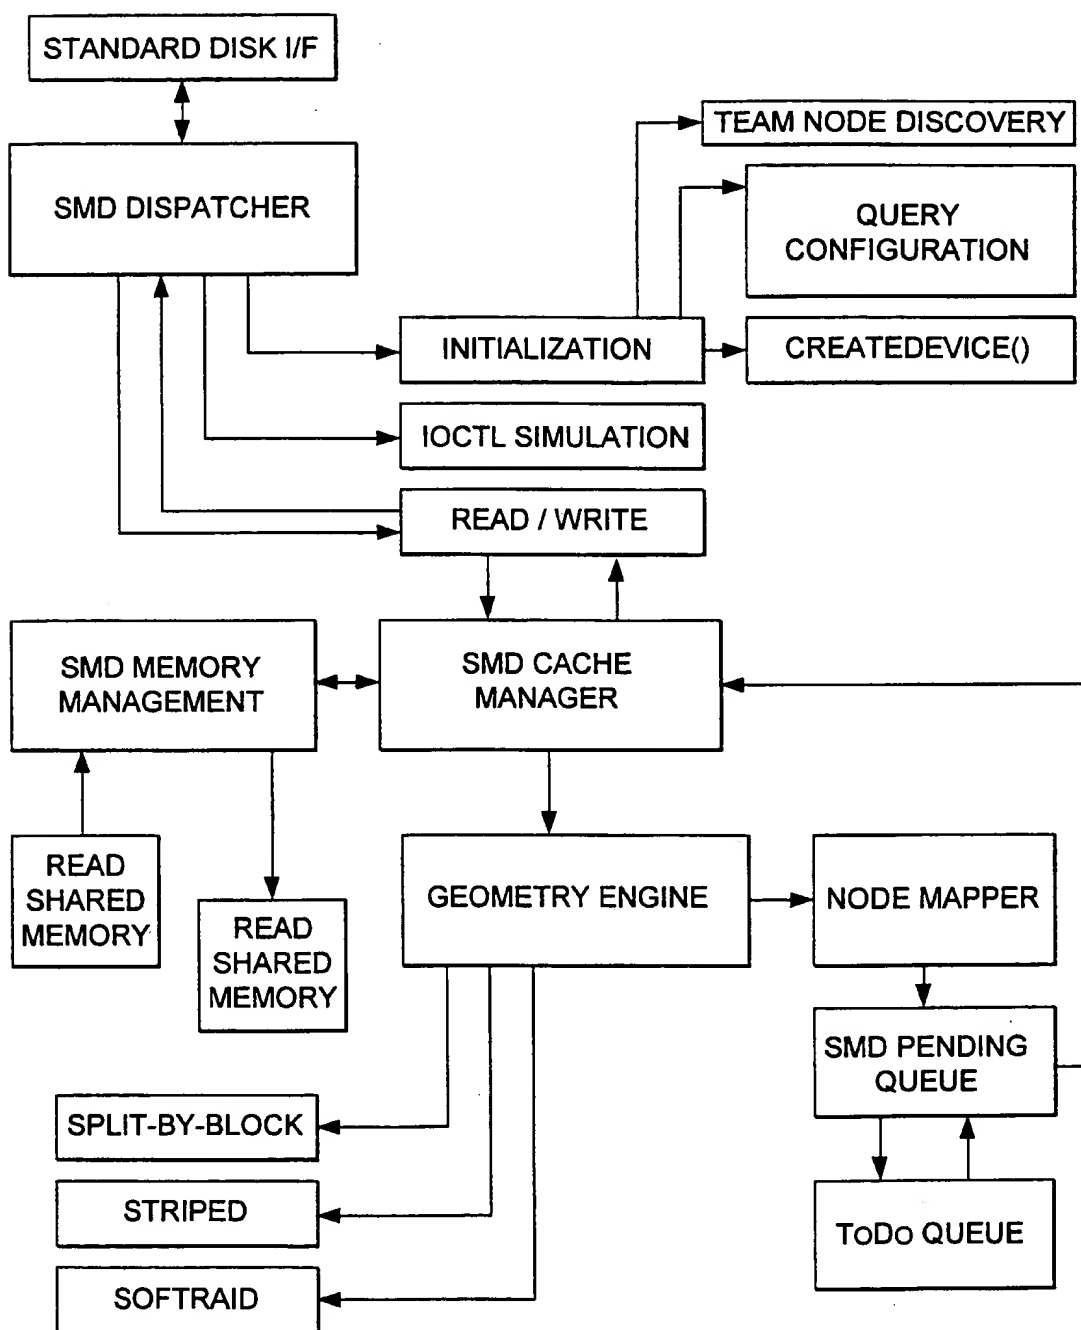 STANDARD DISK I/F
TEAM NODE DISCOVERY
SMD DISPATCHER
QUERY
CONFIGURATION
INITIALIZATION
CREATEDEVICE()
IOCTL SIMULATION
READ / WRITE
SMD MEMORY
MANAGEMENT
SMD CACHE
MANAGER
READ
SHARED
MEMORY
READ
SHARED
MEMORY
GEOMETRY ENGINE
NODE MAPPER
SMD PENDING
QUEUE
SPLIT-BY-BLOCK
STRIPED
SOFTRAID
ToDo QUEUE